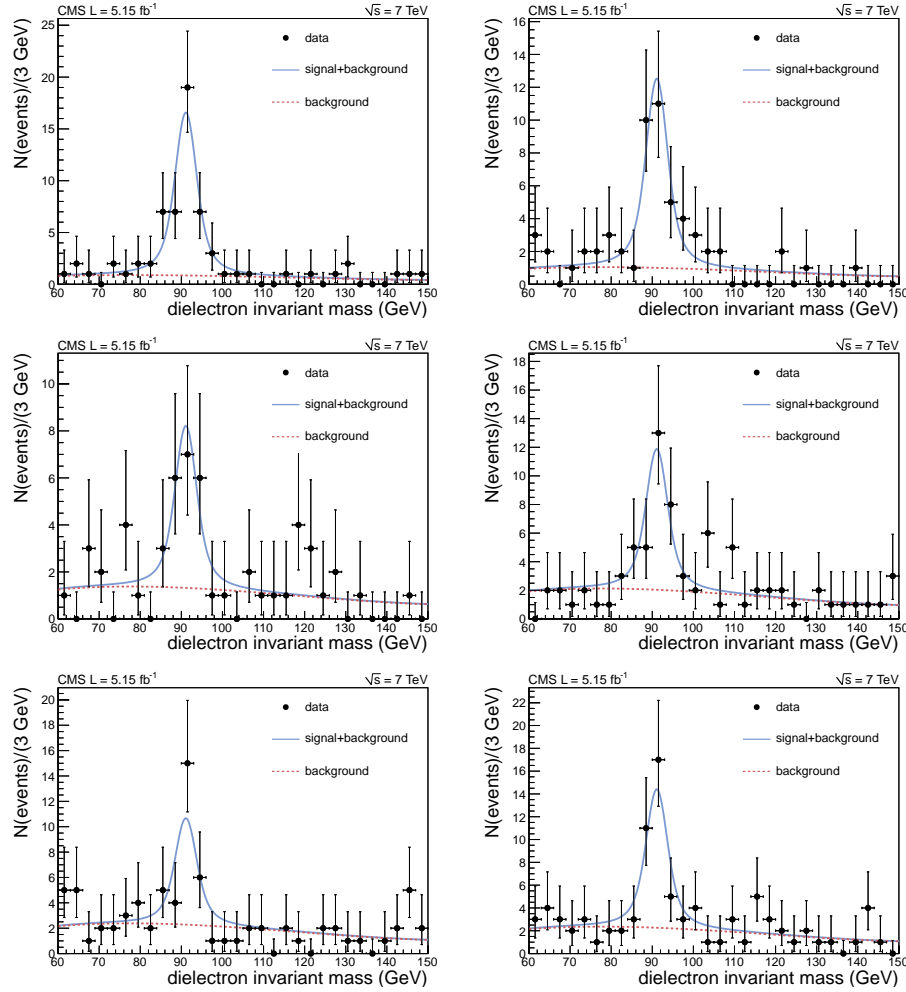 CMS L = 5.15 fb⁻¹ √s = 7 TeV
N(events)/(3 GeV)
25
20
15
10
5
0
data
signal+background
background
60 70 80 90 100 110 120 130 140 150
dielectron invariant mass (GeV)
CMS L = 5.15 fb⁻¹ √s = 7 TeV
N(events)/(3 GeV)
16
14
12
10
8
6
4
2
0
data
signal+background
background
60 70 80 90 100 110 120 130 140 150
dielectron invariant mass (GeV)
CMS L = 5.15 fb⁻¹ √s = 7 TeV
N(events)/(3 GeV)
10
8
6
4
2
0
data
signal+background
background
60 70 80 90 100 110 120 130 140 150
dielectron invariant mass (GeV)
CMS L = 5.15 fb⁻¹ √s = 7 TeV
N(events)/(3 GeV)
18
16
14
12
10
8
6
4
2
0
data
signal+background
background
60 70 80 90 100 110 120 130 140 150
dielectron invariant mass (GeV)
CMS L = 5.15 fb⁻¹ √s = 7 TeV
N(events)/(3 GeV)
20
18
16
14
12
10
8
6
4
2
0
data
signal+background
background
60 70 80 90 100 110 120 130 140 150
dielectron invariant mass (GeV)
CMS L = 5.15 fb⁻¹ √s = 7 TeV
N(events)/(3 GeV)
22
20
18
16
14
12
10
8
6
4
2
0
data
signal+background
background
60 70 80 90 100 110 120 130 140 150
dielectron invariant mass (GeV)